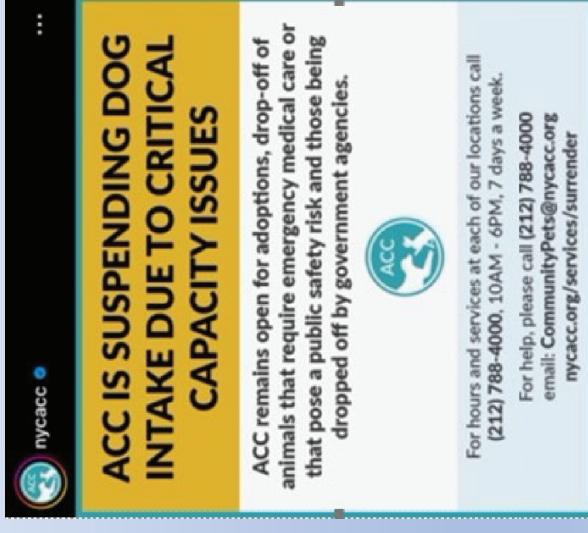 nycacc
ACC IS SUSPENDING DOG
INTAKE DUE TO CRITICAL
CAPACITY ISSUES
ACC remains open for adoptions, drop-off of
animals that require emergency medical care or
that pose a public safety risk and those being
dropped off by government agencies.
ACC
For hours and services at each of our locations call
(212) 788-4000, 10AM - 6PM, 7 days a week.
For help, please call (212) 788-4000
email: CommunityPets@nycacc.org
nycacc.org/services/surrender